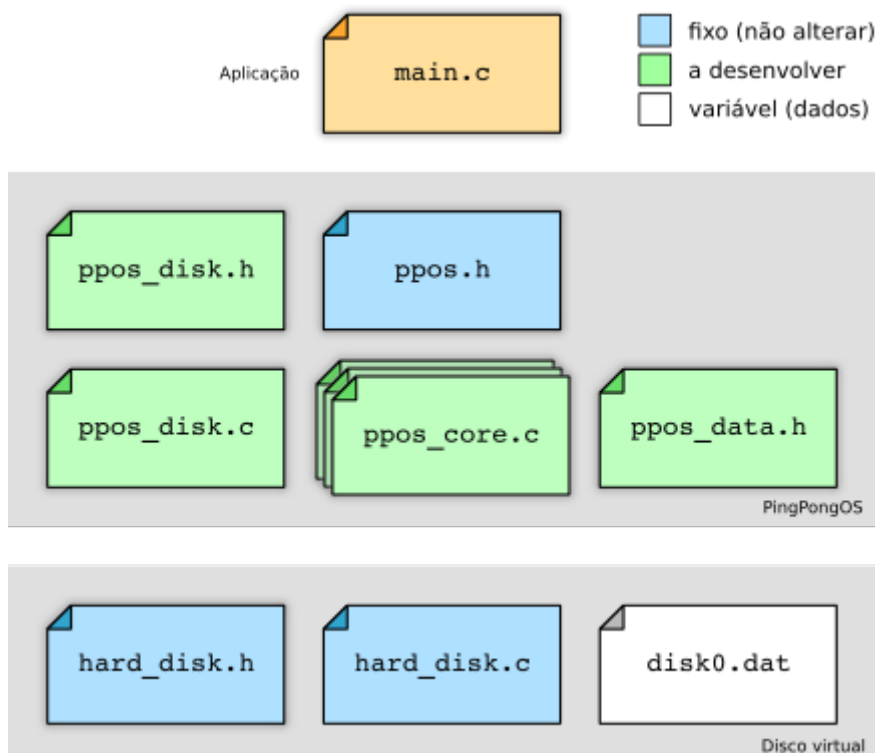 fixo (não alterar)
Aplicação
main.c
a desenvolver
variável (dados)
ppos_disk.h
ppos.h
ppos_disk.c
ppos_core.c
ppos_data.h
PingPongOS
hard_disk.h
hard_disk.c
disk0.dat
Disco virtual